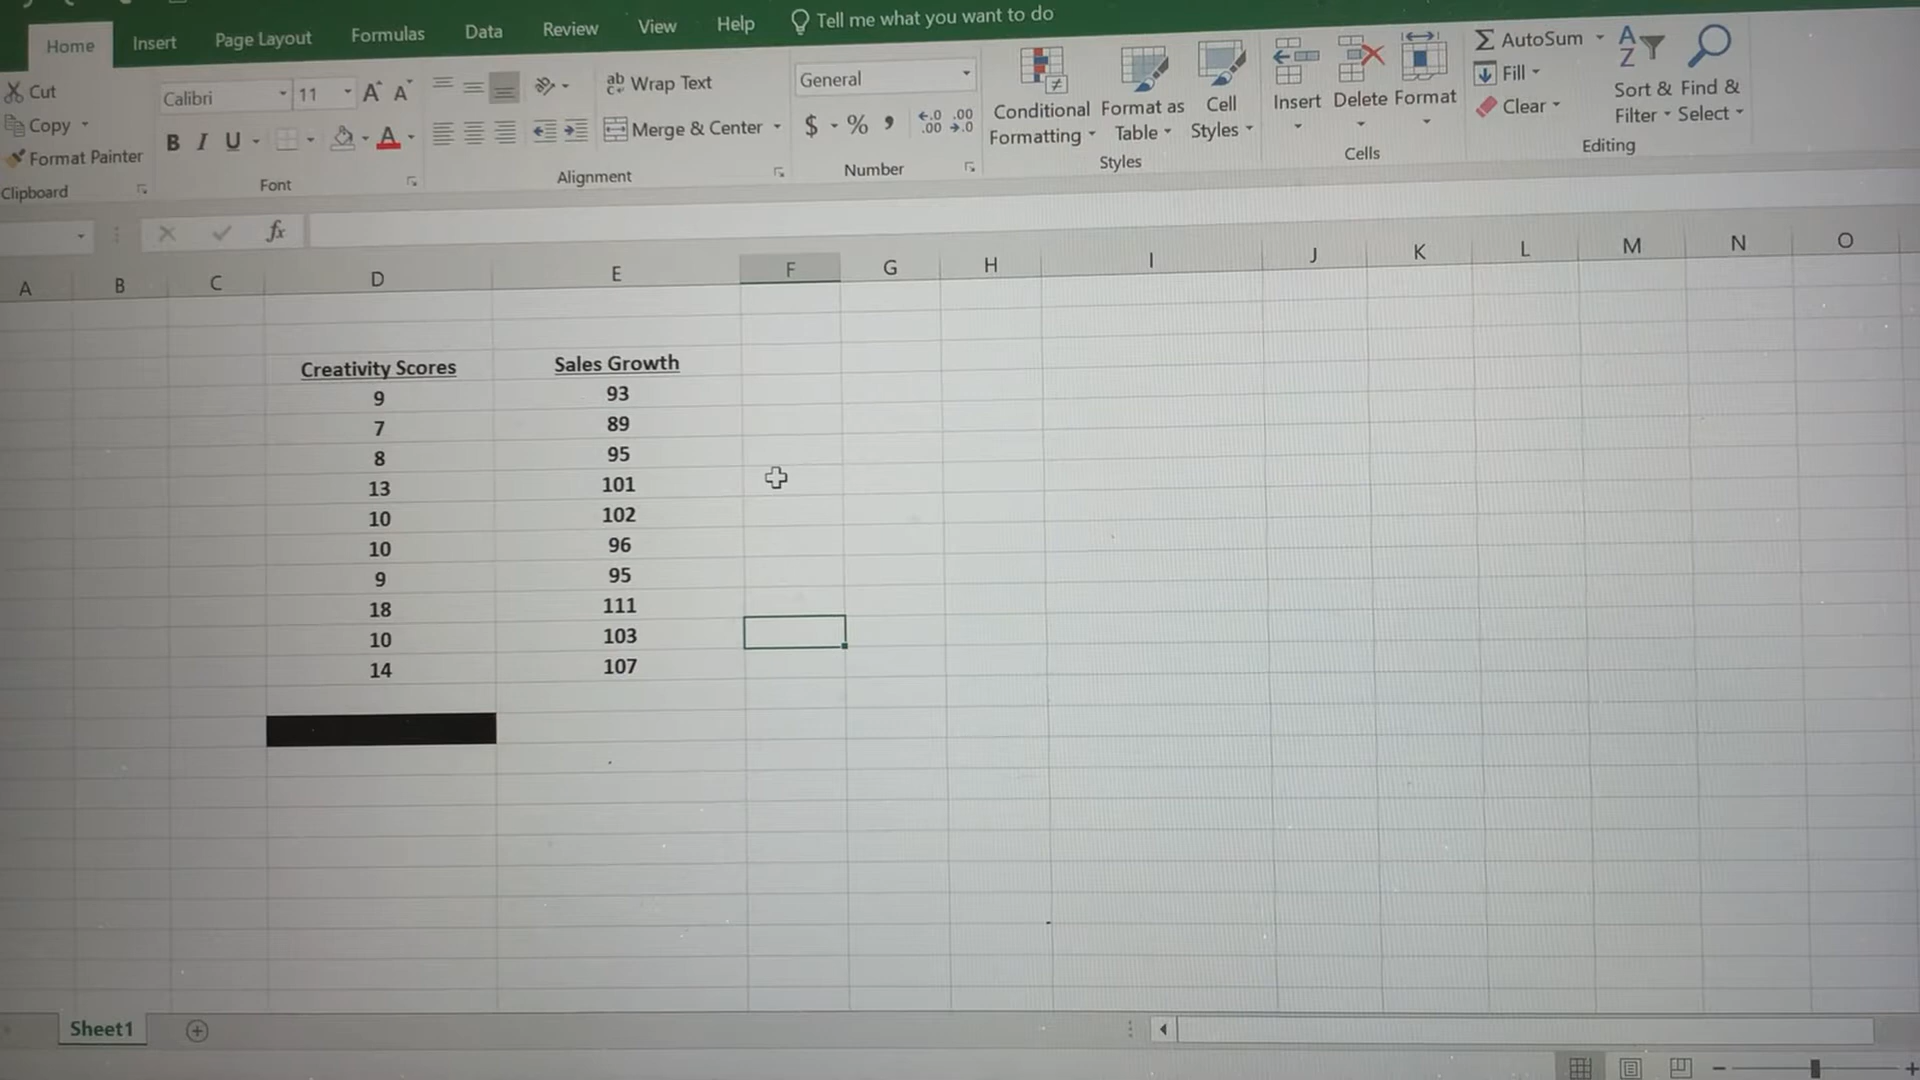 Home Insert Page Layout Formulas Data Review View Help Tell me what you want to do
Cut
Copy
Format Painter
Clipboard
Calibri 11 A A
B I U A
Font
ab Wrap Text
Merge & Center
Alignment
General
$ % , .0 .00 .00 .0
Number
Conditional Formatting
Format as Table
Cell Styles
Styles
Insert Delete Format
Cells
AutoSum
Fill
Clear
Sort & Filter
Find & Select
Editing
fx
A B C D E F G H I J K L M N O
Creativity Scores Sales Growth
9 93
7 89
8 95
13 101
10 102
10 96
9 95
18 111
10 103
14 107
Sheet1